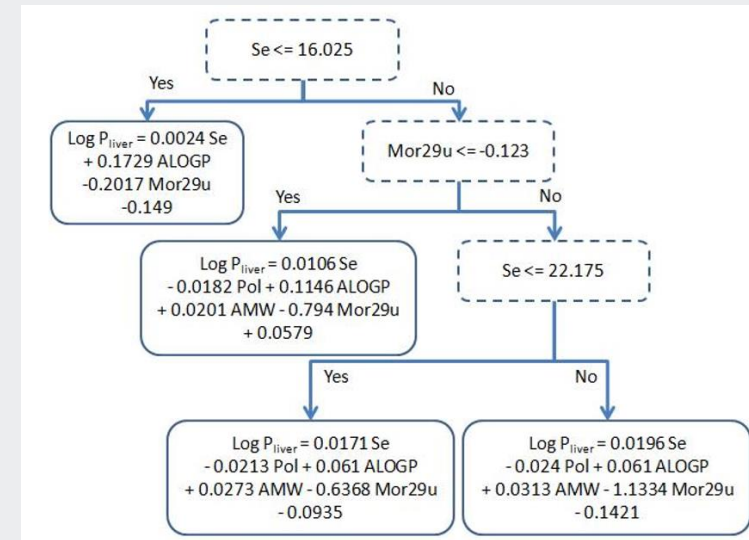 Se <= 16.025
Yes
No
Log Pliver = 0.0024 Se
+ 0.1729 ALOGP
-0.2017 Mor29u
-0.149
Mor29u <= -0.123
Yes
No
Log Pliver = 0.0106 Se
- 0.0182 Pol + 0.1146 ALOGP
+ 0.0201 AMW - 0.794 Mor29u
+ 0.0579
Se <= 22.175
Yes
No
Log Pliver = 0.0171 Se
- 0.0213 Pol + 0.061 ALOGP
+ 0.0273 AMW - 0.6368 Mor29u
- 0.0935
Log Pliver = 0.0196 Se
- 0.024 Pol + 0.061 ALOGP
+ 0.0313 AMW - 1.1334 Mor29u
- 0.1421